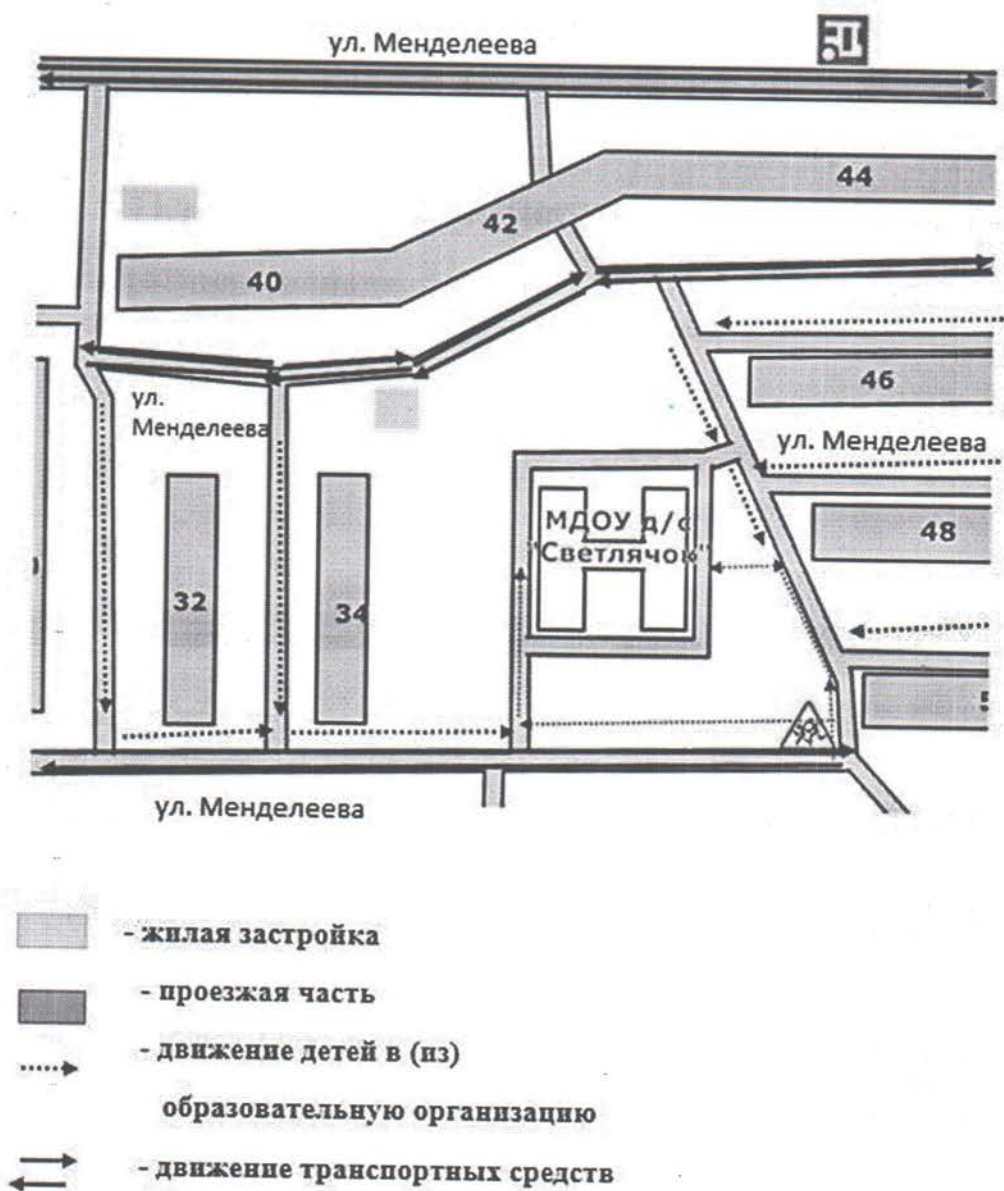 ул. Менделеева
44
42
40
46
ул.
Менделеева
ул. Менделеева
МДОУ д/с
"Светлячок"
48
32
34
ул. Менделеева
- жилая застройка
- проезжая часть
- движение детей в (из)
образовательную организацию
- движение транспортных средств